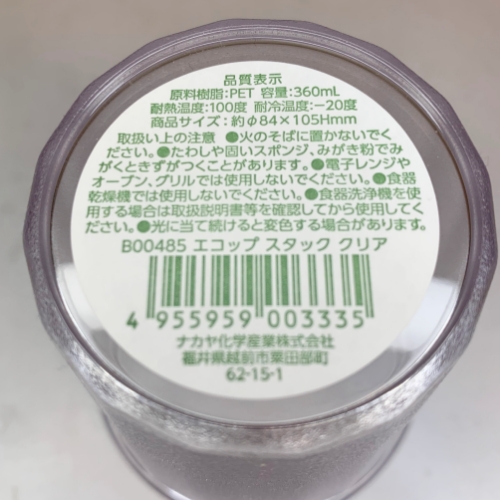 品質表示
原料樹脂:PET 容量:360mL
耐熱温度:100度 耐冷温度:−20度
商品サイズ:約φ84×105Hmm
取扱い上の注意 ●火のそばに置かないでく
ださい。●たわしや固いスポンジ、みがき粉でみ
がくときずがつくことがあります。●電子レンジや
オーブン、グリルでは使用しないでください。●食器
乾燥機では使用しないでください。●食器洗浄機を使
用する場合は取扱説明書等を確認してから使用してく
ださい。●光に当て続けると変色する場合があります。
B00485 エコップ スタック クリア
4 955959 003335
ナカヤ化学産業株式会社
福井県越前市粟田部町
62-15-1